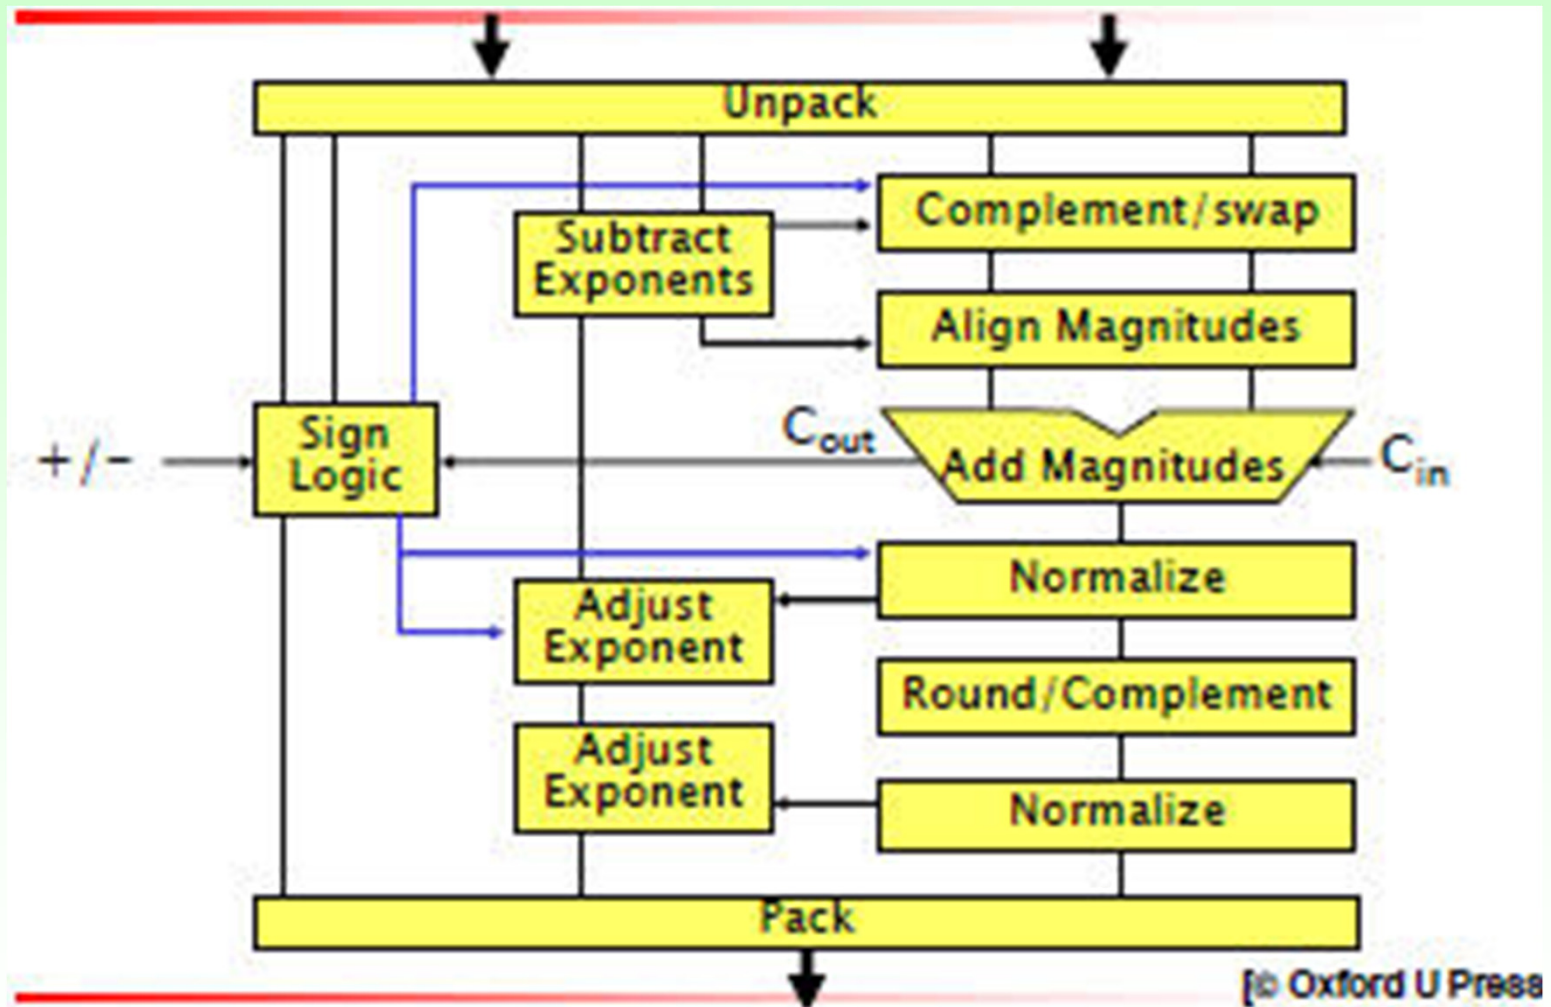 Unpack
Complement/swap
Subtract
Exponents
Align Magnitudes
Sign
Logic
+/-
Cout
Add Magnitudes
Cin
Normalize
Adjust
Exponent
Round/Complement
Adjust
Exponent
Normalize
Pack
[© Oxford U Press